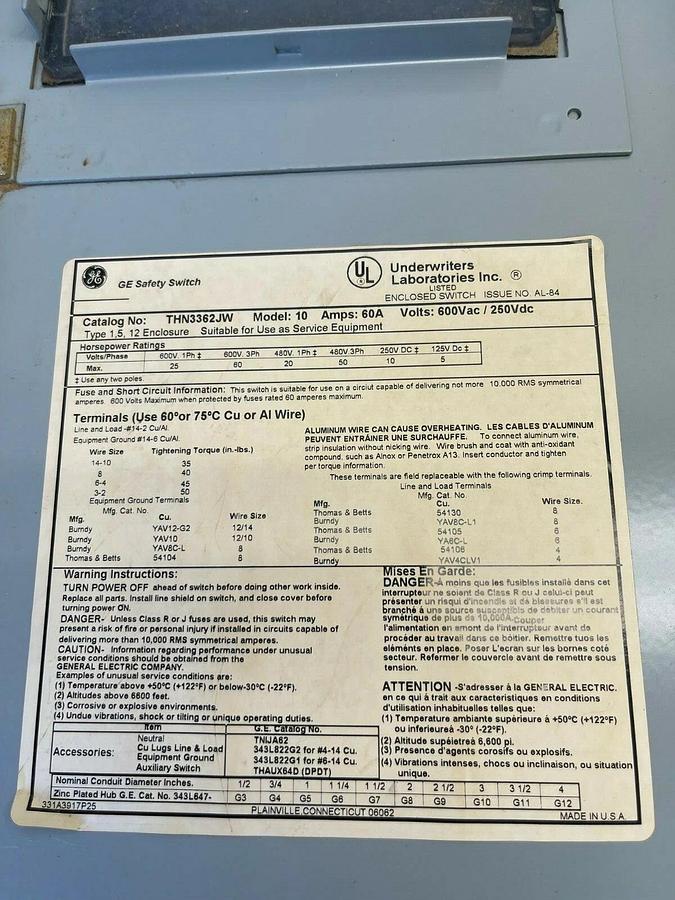 GE GE Safety Switch
UL Underwriters Laboratories Inc. ®
LISTED
ENCLOSED SWITCH ISSUE NO. AL-84
Catalog No: THN3362JW Model: 10 Amps: 60A Volts: 600Vac / 250Vdc
Type 1,5, 12 Enclosure Suitable for Use as Service Equipment
Horsepower Ratings
Volts/Phase 600V. 1Ph ‡ 600V. 3Ph 480V. 1Ph ‡ 480V.3Ph 250V DC ‡ 125V Dc ‡
Max. 25 60 20 50 10 5
‡ Use any two poles.
Fuse and Short Circuit Information: This switch is suitable for use on a circiut capable of delivering not more 10.000 RMS symmetrical
amperes. 600 Volts Maximum when protected by fuses rated 60 amperes maximum.
Terminals (Use 60°or 75°C Cu or Al Wire)
Line and Load -#14-2 Cu/Al.
Equipment Ground #14-6 Cu/Al.
Wire Size Tightening Torque (in.-lbs.)
14-10 35
8 40
6-4 45
3-2 50
Equipment Ground Terminals
Mfg. Cat. No.
Mfg. Cu. Wire Size
Burndy YAV12-G2 12/14
Burndy YAV10 12/10
Burndy YAV8C-L 8
Thomas & Betts 54104 8
ALUMINUM WIRE CAN CAUSE OVERHEATING. LES CABLES D'ALUMINUM
PEUVENT ENTRÁINER UNE SURCHAUFFE. To connect aluminum wire,
strip insulation without nicking wire. Wire brush and coat with anti-oxidant
compound, such as Alnox or Penetrox A13. Insert conductor and tighten
per torque information.
These terminals are field replaceable with the following crimp terminals.
Line and Load Terminals
Mfg. Cat. No.
Mfg. Cu. Wire Size.
Thomas & Betts 54130 8
Burndy YAV8C-L1 8
Thomas & Betts 54105 6
Burndy YA6C-L 6
Thomas & Betts 54106 4
Burndy YAV4CLV1 4
Warning Instructions:
TURN POWER OFF ahead of switch before doing other work inside.
Replace all parts. Install line shield on switch, and close cover before
turning power ON.
DANGER- Unless Class R or J fuses are used, this switch may
present a risk of fire or personal injury if installed in circuits capable of
delivering more than 10,000 RMS symmetrical amperes.
CAUTION- Information regarding performance under unusual
service conditions should be obtained from the
GENERAL ELECTRIC COMPANY.
Examples of unusual service conditions are:
(1) Temperature above +50°C (+122°F) or below-30°C (-22°F).
(2) Altitudes above 6600 feet.
(3) Corrosive or explosive environments.
(4) Undue vibrations, shock or tilting or unique operating duties.
Mises En Garde:
DANGER-A moins que les fusibles installé dans cet
interrupteur ne soient de Class R ou J celui-ci peut
présenter un risqui d'incendie et de blessures s'il est
branché à une source susceptible de débiter un courant
symétrique de plus de 10,000A.Couper
l'alimentation en amont de l'interrupteur avant de
procéder au travail dans ce bôitier. Remettre tuos les
eléments en place. Poser L'ecran sur les bornes coté
secteur. Refermer le couvercle avant de remettre sous
tension.
ATTENTION -S'adresser à la GENERAL ELECTRIC.
en ce qui á trait aux caractéristiques en conditions
d'utilisation inhabituelles telles que:
(1) Temperature ambiante supérieure à +50°C (+122°F)
ou inferieureà -30° (-22°F).
(2) Altitude supéietreà 6,600 pi.
(3) Presence d'agents corosifs ou explosifs.
(4) Vibrations intenses, chocs ou inclinaison, ou situation
unique.
Item G.E. Catalog No.
Accessories:
Neutral TNIJA62
Cu Lugs Line & Load 343L822G2 for #4-14 Cu.
Equipment Ground 343L821G1 for #6-14 Cu.
Auxiliary Switch THAUX64D (DPDT)
Nominal Conduit Diameter Inches. 1/2 3/4 1 1 1/4 1 1/2 2 2 1/2 3 3 1/2 4
Zinc Plated Hub G.E. Cat. No. 343L647- G3 G4 G5 G6 G7 G8 G9 G10 G11 G12
331A3917P25 PLAINVILLE.CONNECTICUT 06062 MADE IN U.S.A.